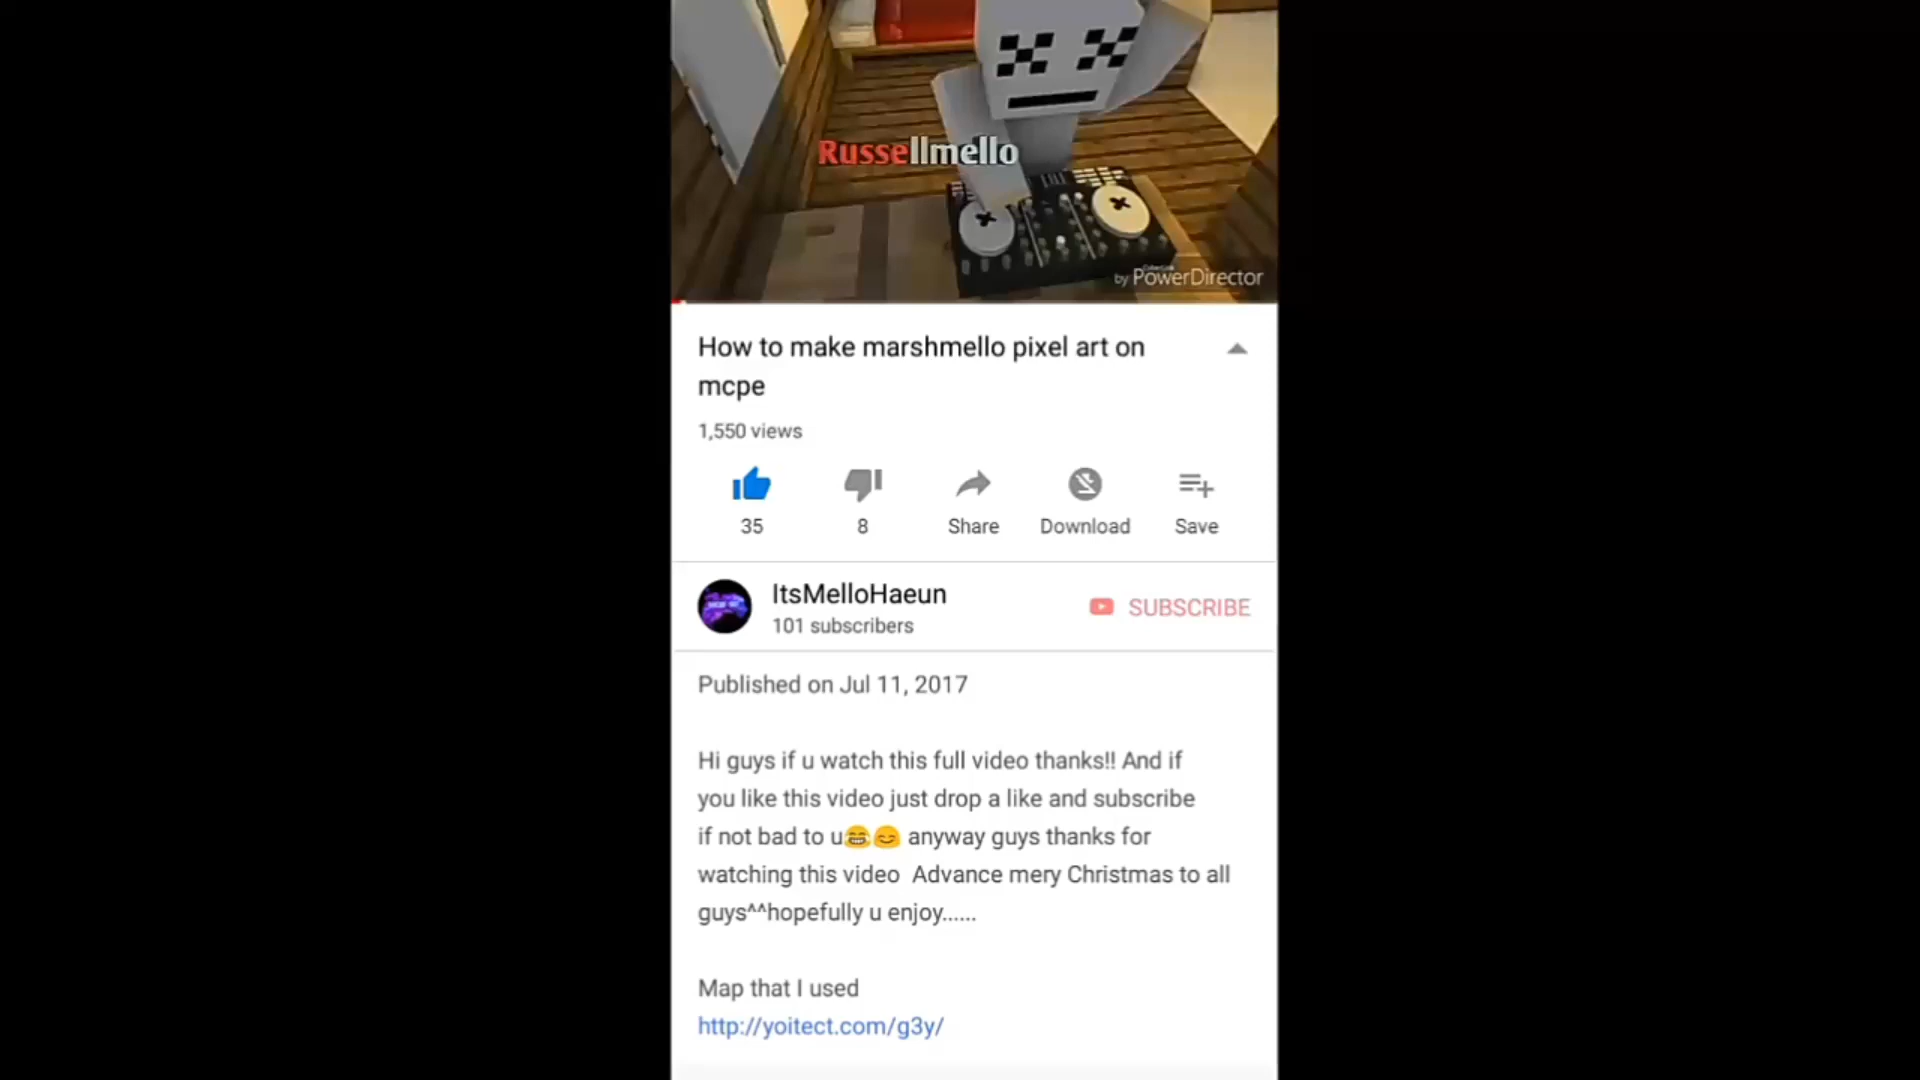 Russellmello
by PowerDirector
How to make marshmello pixel art on
mcpe
1,550 views
35
8
Share
Download
Save
ItsMelloHaeun
101 subscribers
SUBSCRIBE
Published on Jul 11, 2017
Hi guys if u watch this full video thanks!! And if
you like this video just drop a like and subscribe
if not bad to u😁😊 anyway guys thanks for
watching this video  Advance mery Christmas to all
guys^^hopefully u enjoy......
Map that I used
http://yoitect.com/g3y/